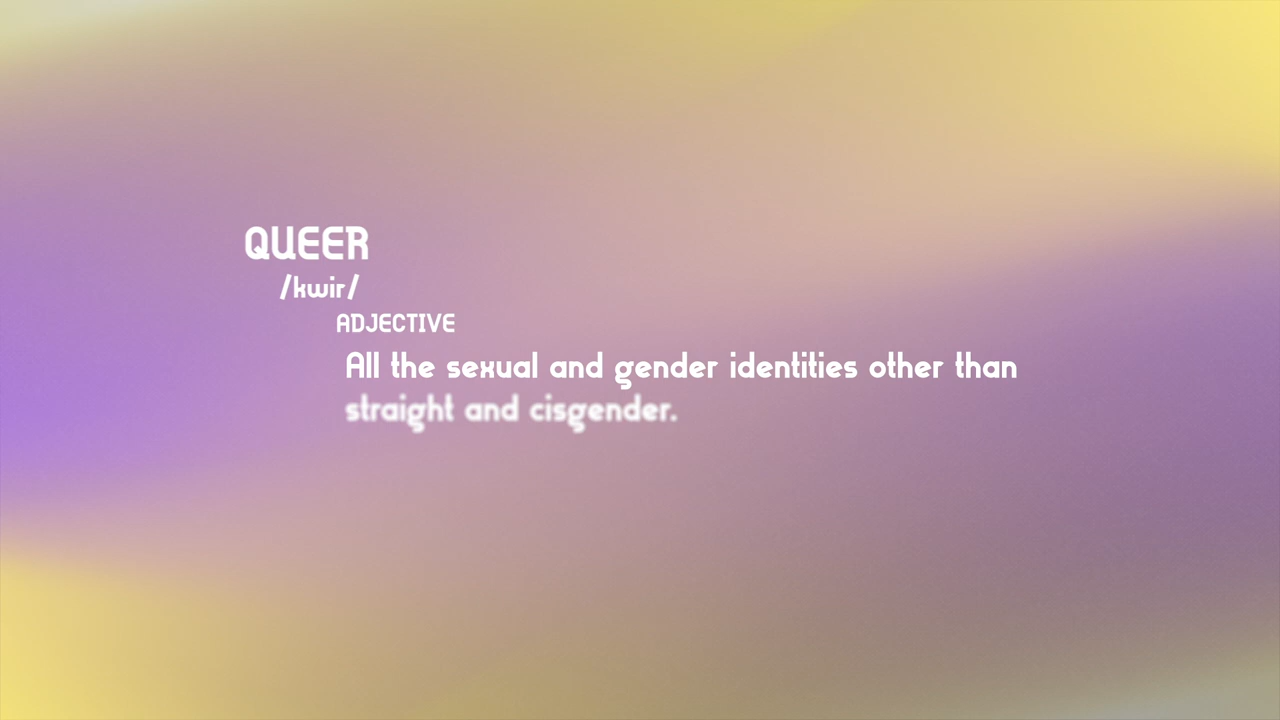 QUEER
/kwir/
ADJECTIVE
All the sexual and gender identities other than
straight and cisgender.